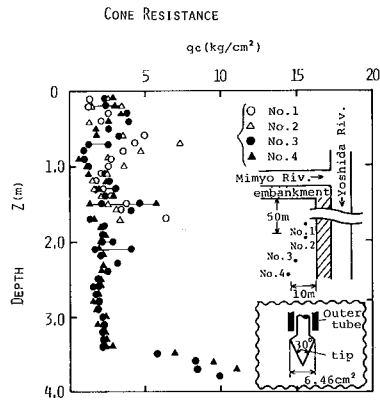 CONE RESISTANCE
qc(kg/cm²)
0 5 10 15 20
0
1.0
2.0
3.0
4.0
DEPTH Z(m)
○ No.1
△ No.2
● No.3
▲ No.4
Yoshida Riv.
Mimyo Riv.
embankment
50m
No.1
No.2
No.3
No.4
10m
Outer
tube
30°
tip
6.46cm²